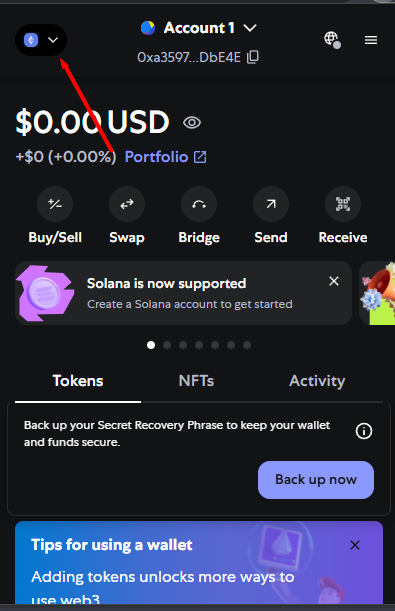 Account 1
0xa3597...DbE4E
$0.00 USD
+$0 (+0.00%) Portfolio
Buy/Sell
Swap
Bridge
Send
Receive
Solana is now supported
Create a Solana account to get started
Tokens
NFTs
Activity
Back up your Secret Recovery Phrase to keep your wallet
and funds secure.
Back up now
Tips for using a wallet
Adding tokens unlocks more ways to
use web3.